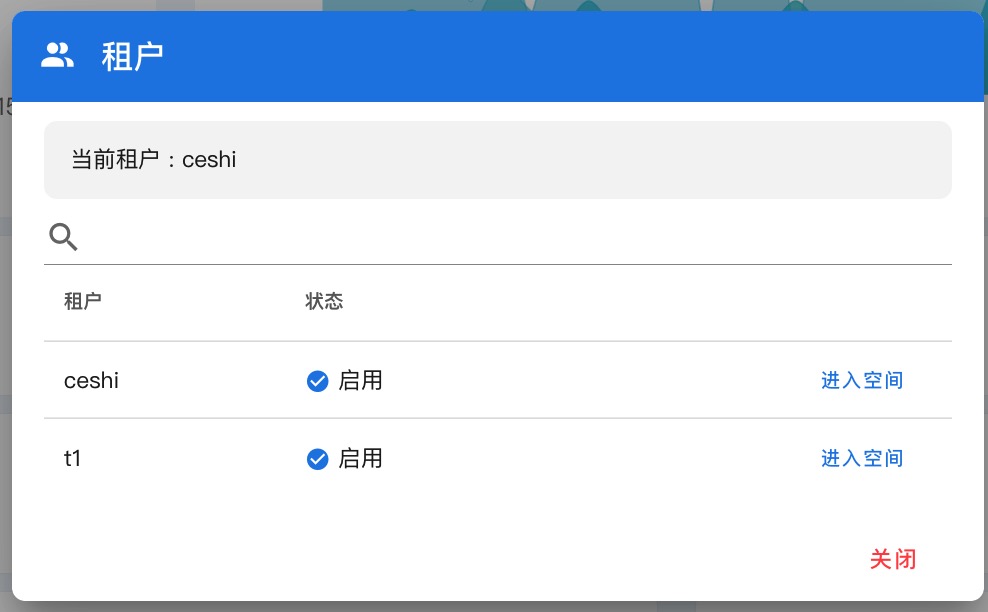 租户
当前租户：ceshi
租户 状态
ceshi 启用 进入空间
t1 启用 进入空间
关闭